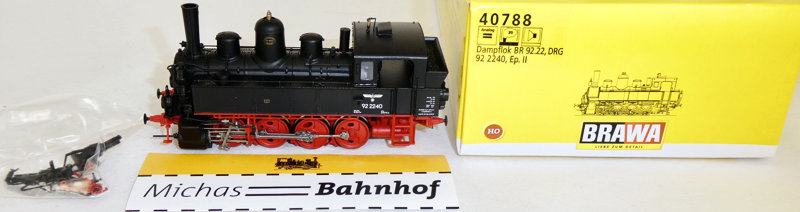 40788
Analog
Dampflok BR 92.22, DRG
92 2240, Ep. II
92 2240
H0
BRAWA
LIEBE ZUM DETAIL
Michas Bahnhof